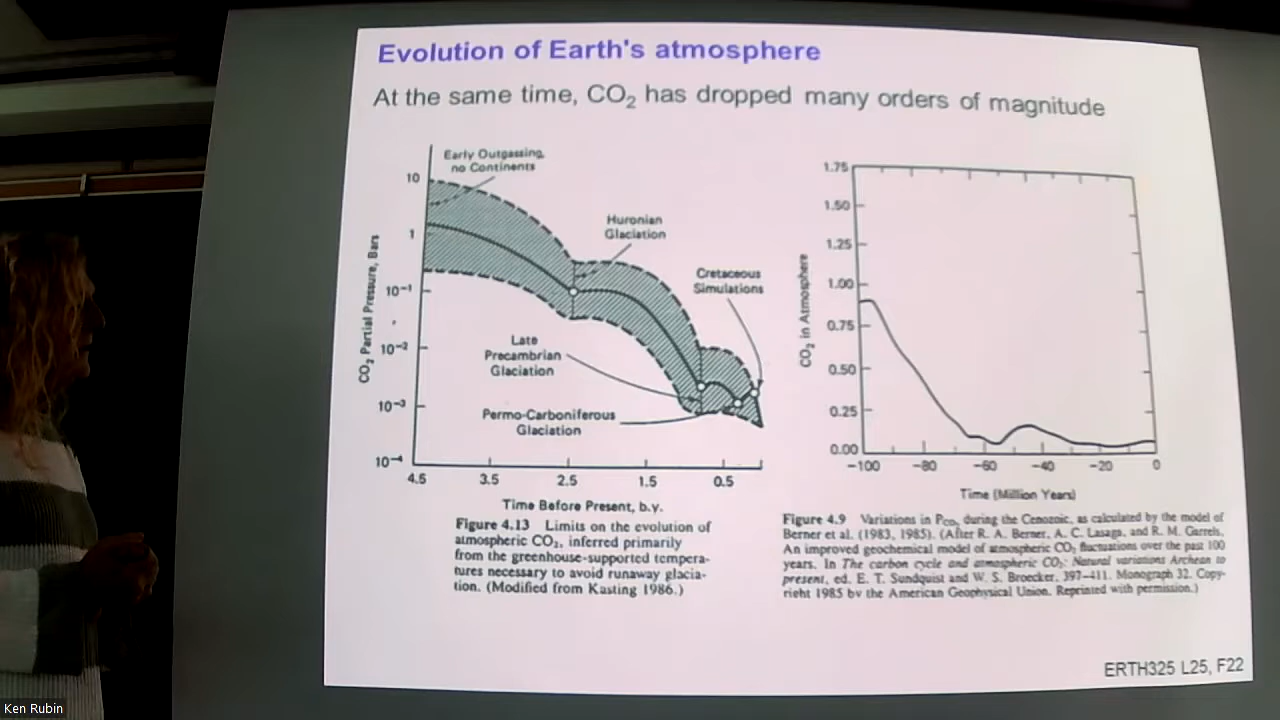 Evolution of Earth's atmosphere
At the same time, CO₂ has dropped many orders of magnitude
Early Outgassing,
no Continents
10
1
10⁻¹
10⁻²
10⁻³
10⁻⁴
CO₂ Partial Pressure, Bars
Huronian
Glaciation
Cretaceous
Simulations
Late
Precambrian
Glaciation
Permo-Carboniferous
Glaciation
4.5 3.5 2.5 1.5 0.5
Time Before Present, b.y.
Figure 4.13 Limits on the evolution of
atmospheric CO₂, inferred primarily
from the greenhouse-supported tempera-
tures necessary to avoid runaway glacia-
tion. (Modified from Kasting 1986.)
1.75
1.50
1.25
1.00
0.75
0.50
0.25
0.00
CO₂ in Atmosphere
−100 −80 −60 −40 −20 0
Time (Million Years)
Figure 4.9 Variations in P_CO₂ during the Cenozoic, as calculated by the model of
Berner et al. (1983, 1985). (After R. A. Berner, A. C. Lasaga, and R. M. Garrels,
An improved geochemical model of atmospheric CO₂ fluctuations over the past 100
years. In The carbon cycle and atmospheric CO₂: Natural variations Archean to
present, ed. E. T. Sundquist and W. S. Broecker, 397–411. Monograph 32. Copy-
right 1985 by the American Geophysical Union. Reprinted with permission.)
ERTH325 L25, F22
Ken Rubin